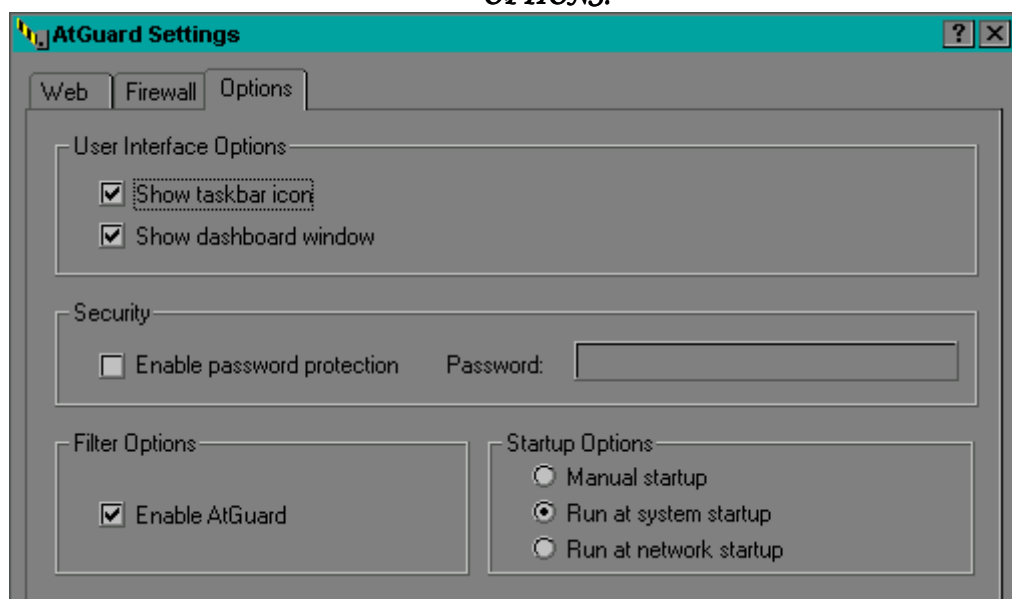 OPTIONS:
AtGuard Settings
Web Firewall Options
User Interface Options
Show taskbar icon
Show dashboard window
Security
Enable password protection Password:
Filter Options
Enable AtGuard
Startup Options
Manual startup
Run at system startup
Run at network startup